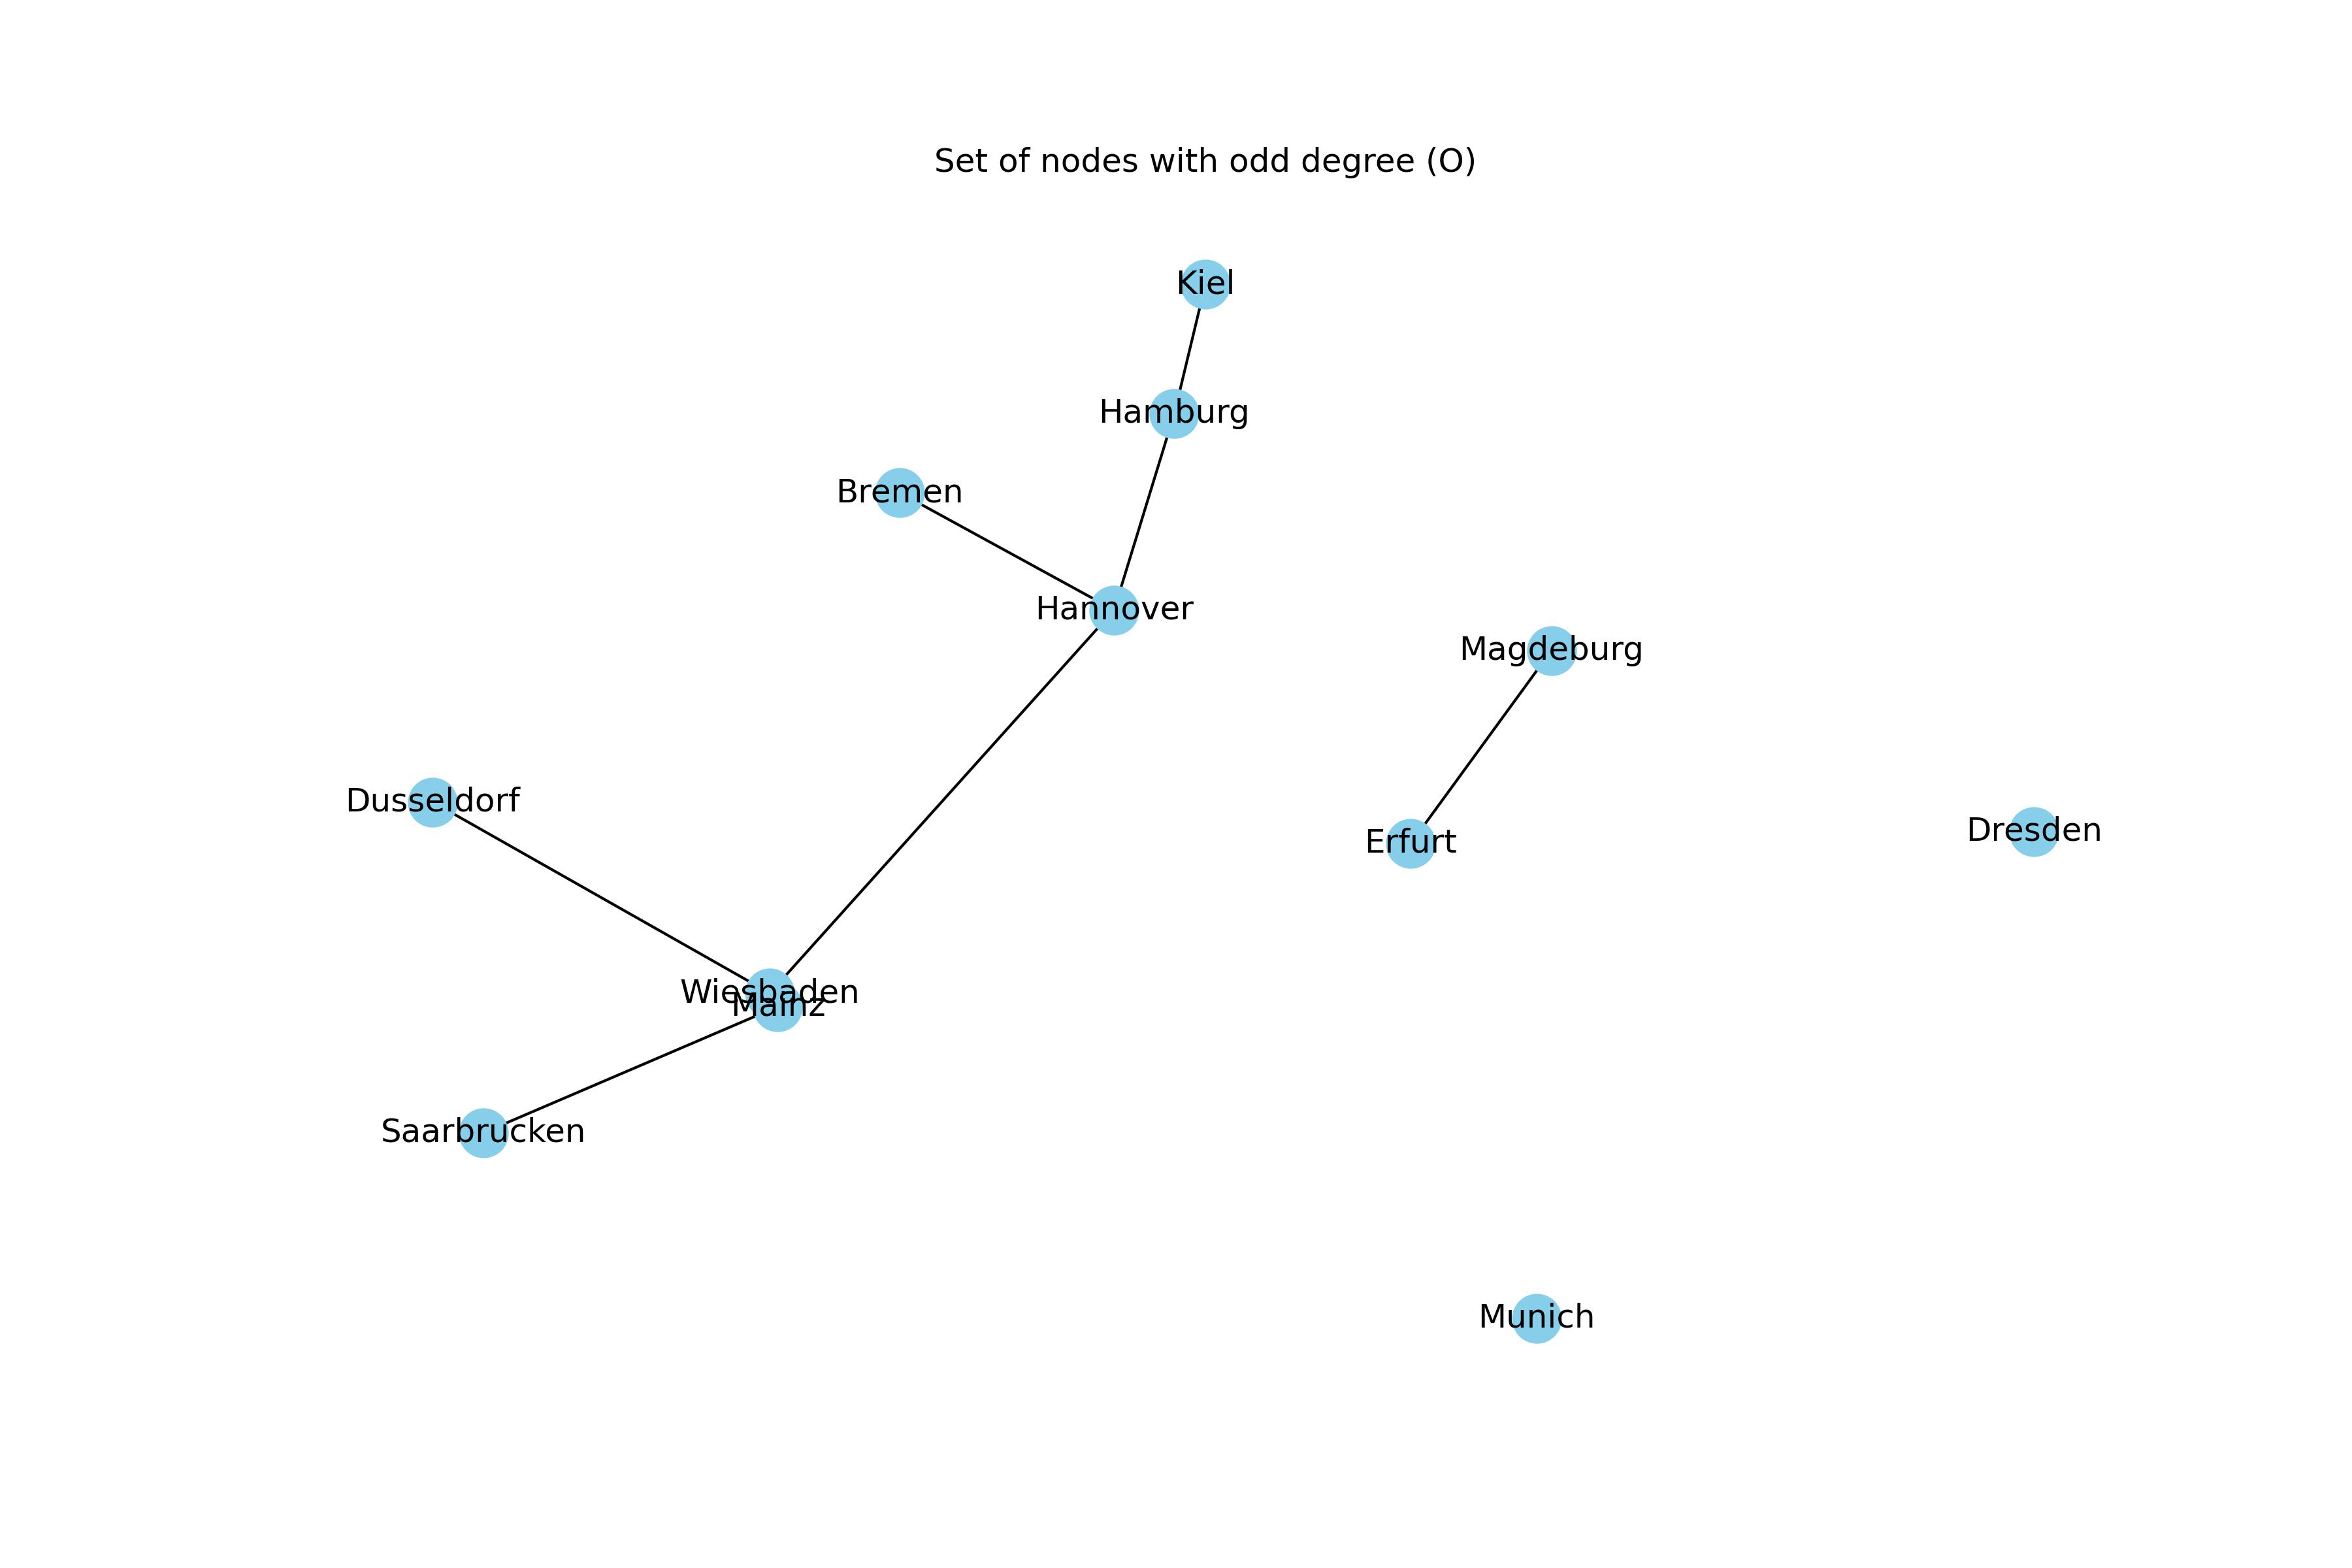 Set of nodes with odd degree (O)
Kiel
Hamburg
Bremen
Hannover
Magdeburg
Dusseldorf
Dresden
Erfurt
Wiesbaden
Mainz
Saarbrucken
Munich